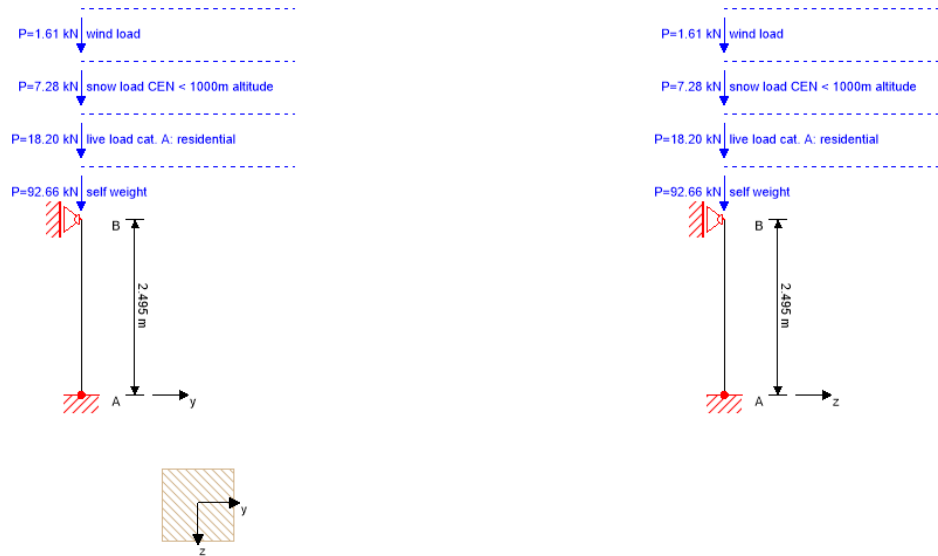 P=1.61 kN wind load
P=1.61 kN wind load
P=7.28 kN snow load CEN < 1000m altitude
P=7.28 kN snow load CEN < 1000m altitude
P=18.20 kN live load cat. A: residential
P=18.20 kN live load cat. A: residential
P=92.66 kN self weight
P=92.66 kN self weight
B
B
2.495 m
2.495 m
A
y
A
z
y
z